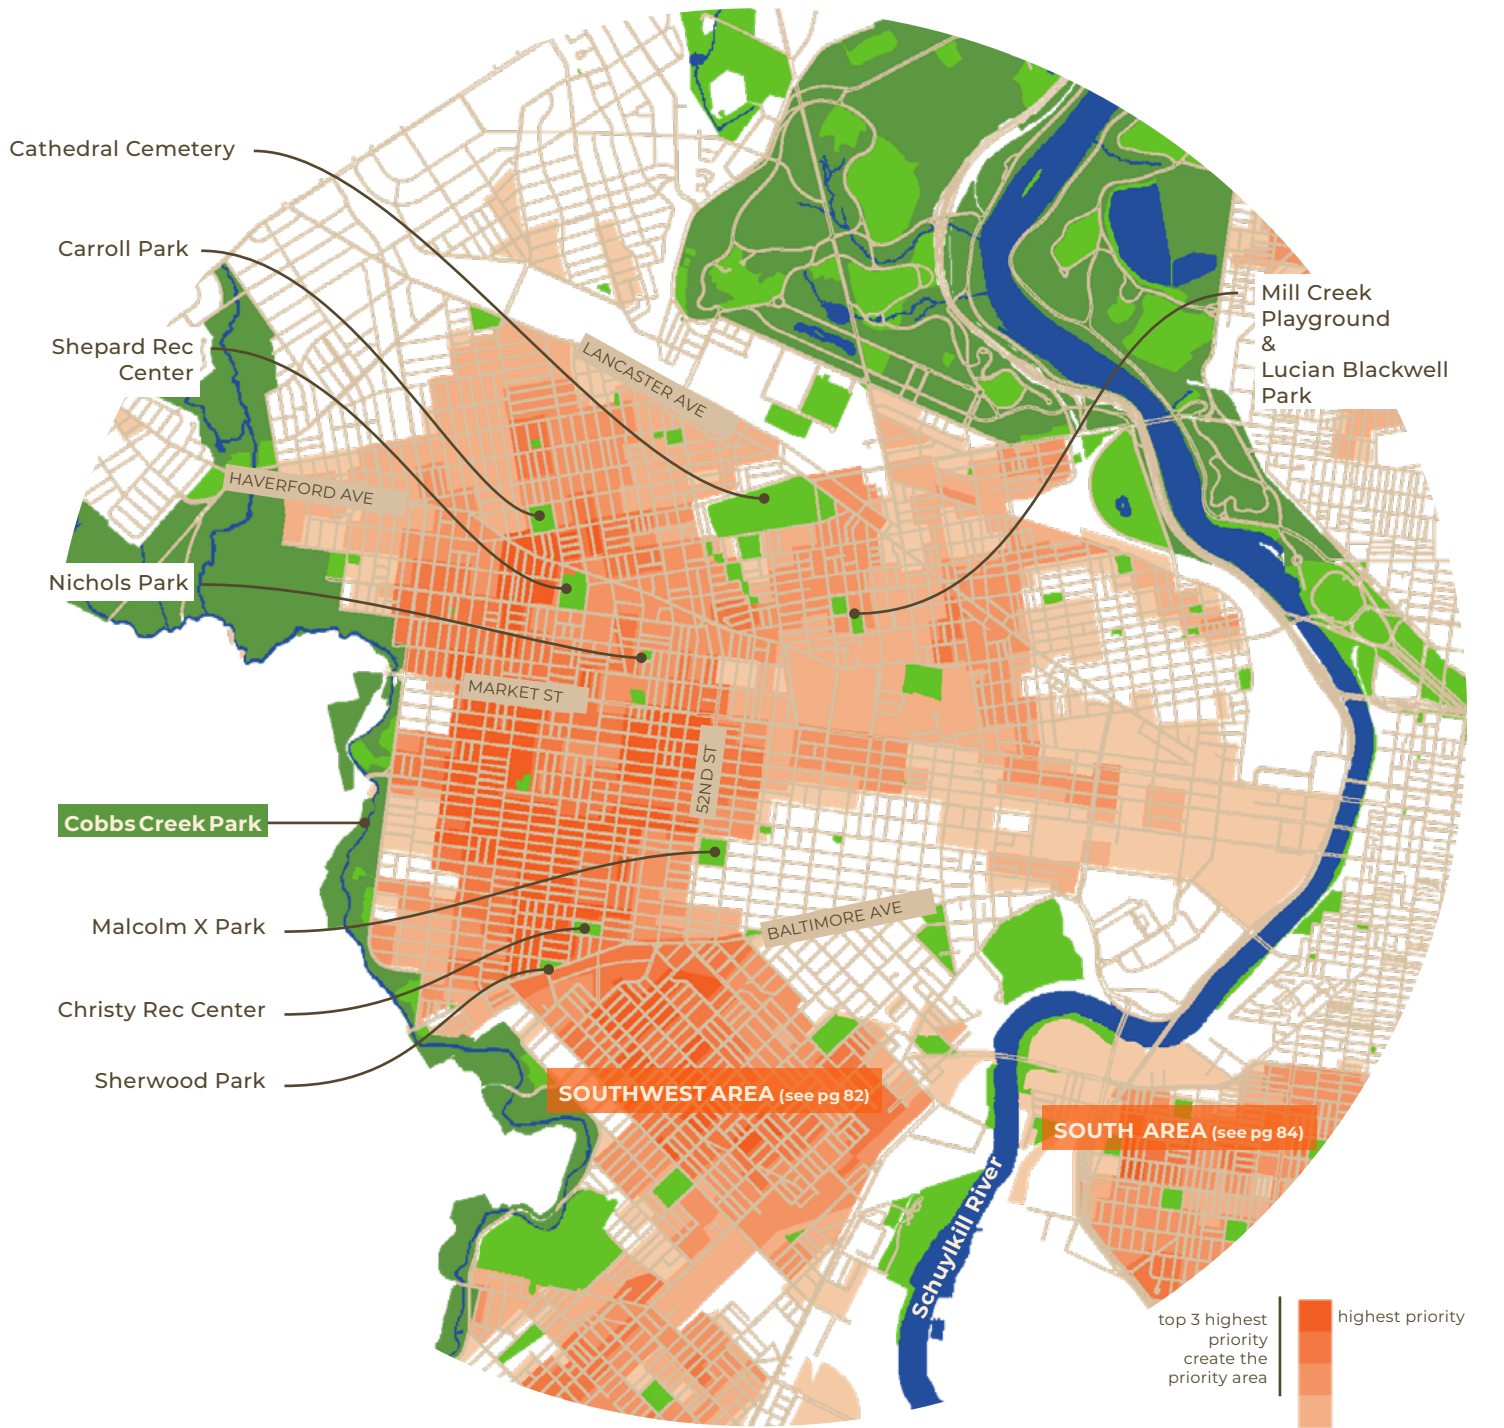 Cathedral Cemetery
Carroll Park
Shepard Rec
Center
Nichols Park
Cobbs Creek Park
Malcolm X Park
Christy Rec Center
Sherwood Park
Mill Creek
Playground
&
Lucian Blackwell
Park
LANCASTER AVE
HAVERFORD AVE
MARKET ST
52ND ST
BALTIMORE AVE
SOUTHWEST AREA (see pg 82)
SOUTH AREA (see pg 84)
Schuylkill River
top 3 highest
priority
create the
priority area
highest priority